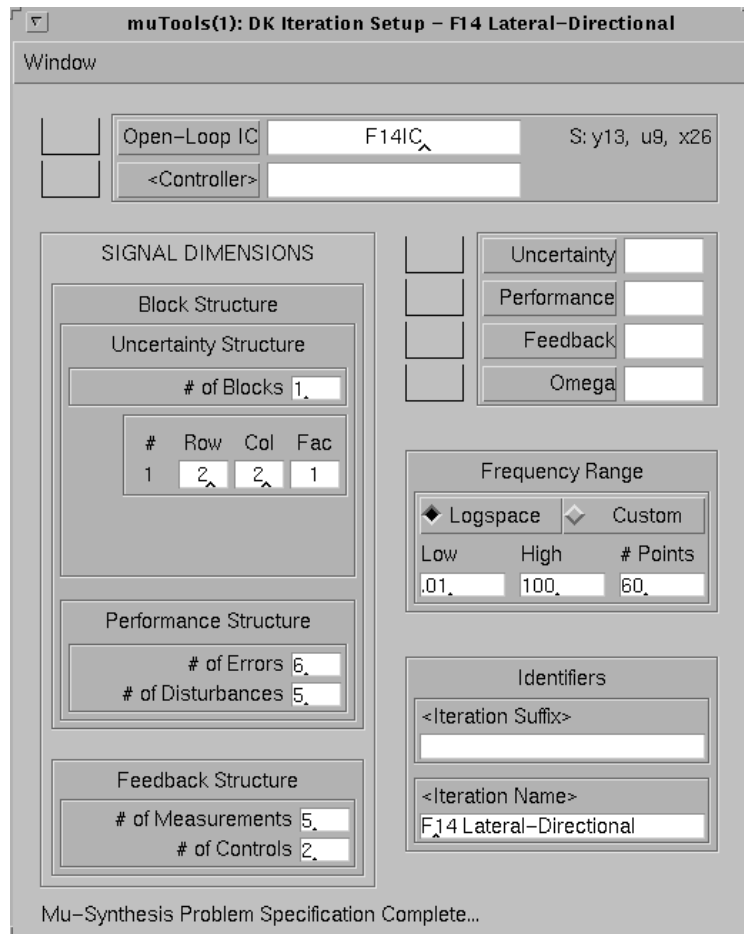 muTools(1): DK Iteration Setup – F14 Lateral–Directional
Window
Open–Loop IC F14IC S: y13, u9, x26
<Controller>
SIGNAL DIMENSIONS
Block Structure
Uncertainty Structure
# of Blocks 1
# Row Col Fac
1 2 2 1
Performance Structure
# of Errors 6
# of Disturbances 5
Feedback Structure
# of Measurements 5
# of Controls 2
Uncertainty
Performance
Feedback
Omega
Frequency Range
Logspace Custom
Low High # Points
.01 100 60
Identifiers
<Iteration Suffix>
<Iteration Name>
F14 Lateral–Directional
Mu–Synthesis Problem Specification Complete...